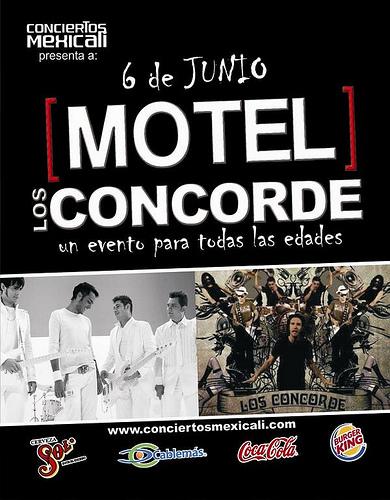 CONCIERTOS
MEXICALI
presenta a:
6 de JUNIO
[MOTEL]
LOS CONCORDE
un evento para todas las edades
LOS CONCORDE
www.conciertosmexicali.com
CERVEZA
Sol
Cablemás
Coca-Cola
BURGER
KING